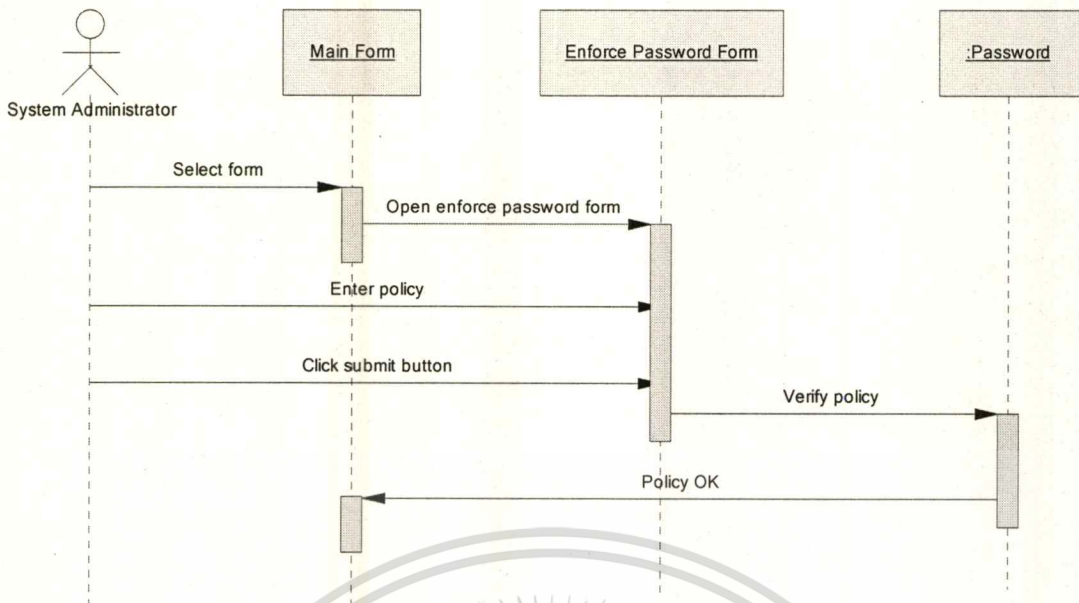 Main Form
Enforce Password Form
:Password
System Administrator
Select form
Open enforce password form
Enter policy
Click submit button
Verify policy
Policy OK